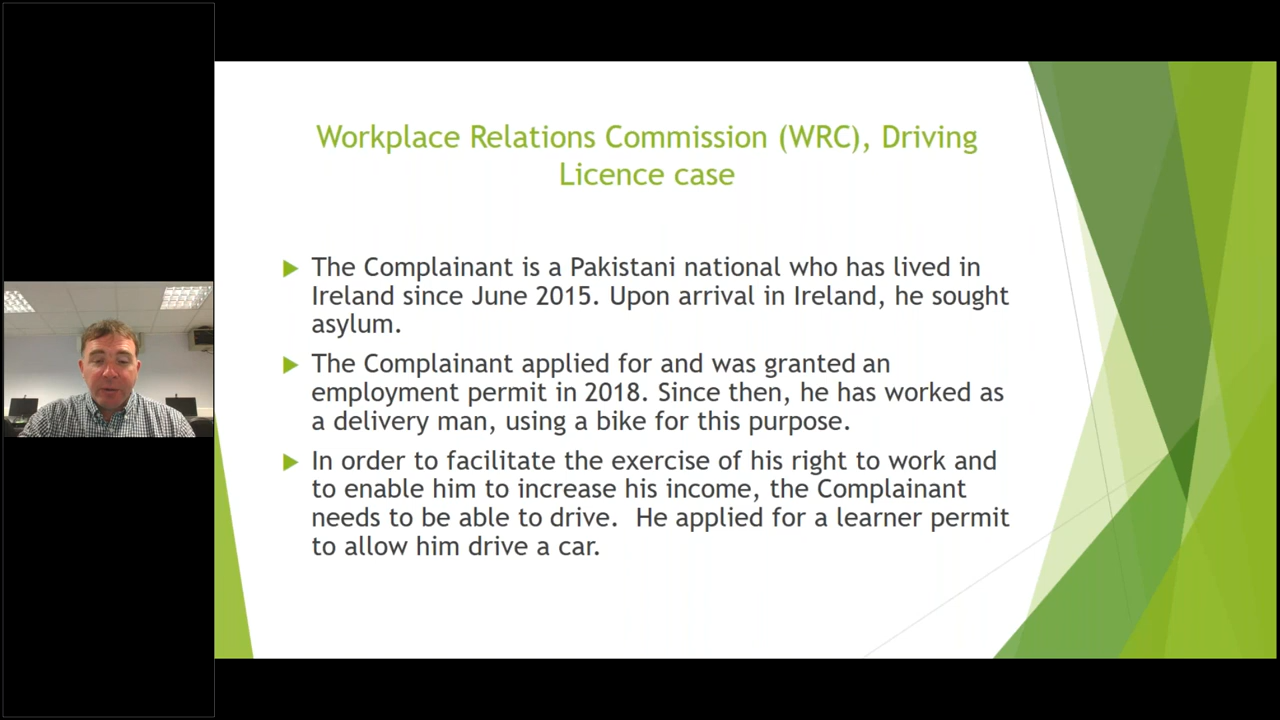 Workplace Relations Commission (WRC), Driving
Licence case
The Complainant is a Pakistani national who has lived in
Ireland since June 2015. Upon arrival in Ireland, he sought
asylum.
The Complainant applied for and was granted an
employment permit in 2018. Since then, he has worked as
a delivery man, using a bike for this purpose.
In order to facilitate the exercise of his right to work and
to enable him to increase his income, the Complainant
needs to be able to drive.  He applied for a learner permit
to allow him drive a car.